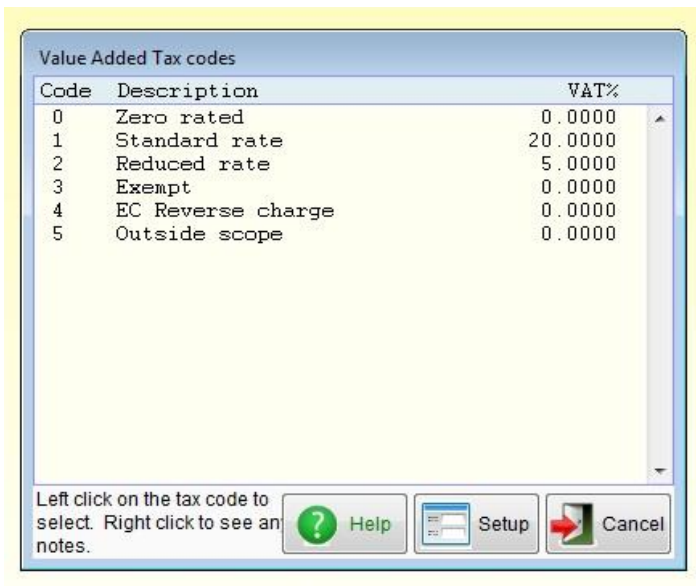 Value Added Tax codes
Code Description VAT%
0 Zero rated 0.0000
1 Standard rate 20.0000
2 Reduced rate 5.0000
3 Exempt 0.0000
4 EC Reverse charge 0.0000
5 Outside scope 0.0000
Left click on the tax code to
select. Right click to see an
notes.
Help
Setup
Cancel